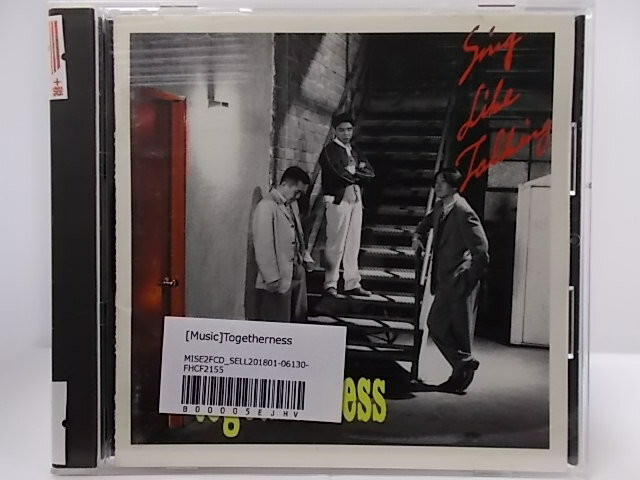 Sing
Like
Talking
[Music]Togetherness
MISE2FCD_SELL201801-06130-
FHCF2155
B00005EJHV
ess